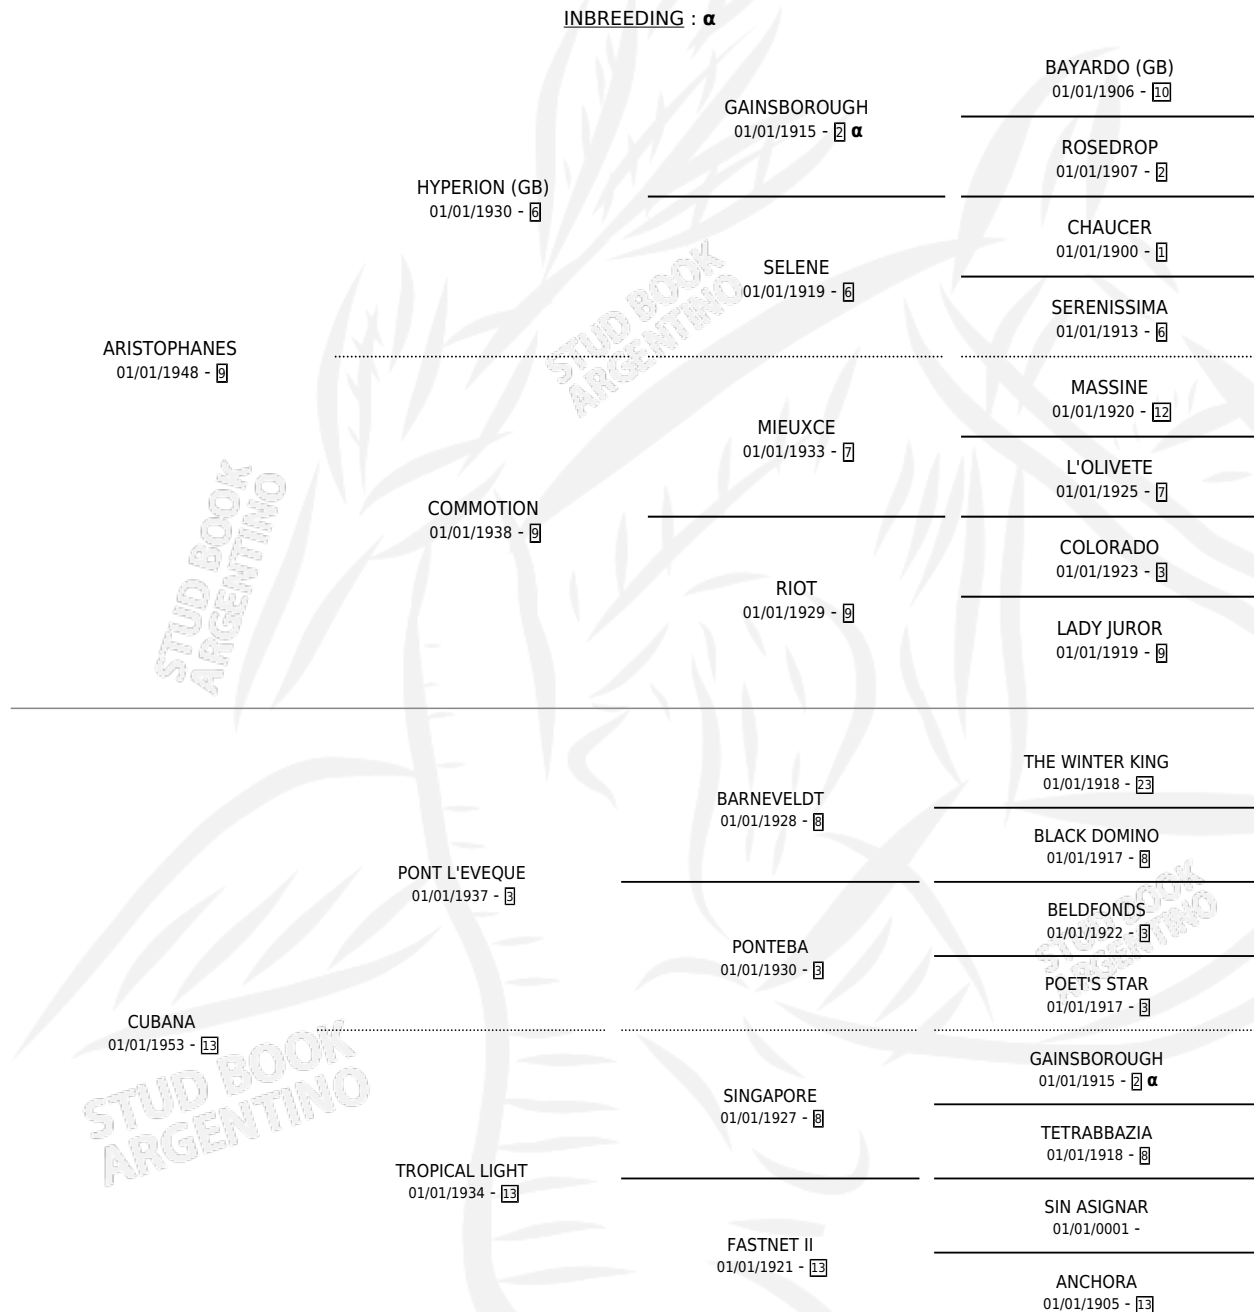 INBREEDING : α
BAYARDO (GB)
01/01/1906 - 10
GAINSBOROUGH
01/01/1915 - 2 α
ROSEDROP
01/01/1907 - 2
HYPERION (GB)
01/01/1930 - 6
CHAUCER
01/01/1900 - 1
SELENE
01/01/1919 - 6
SERENISSIMA
01/01/1913 - 6
ARISTOPHANES
01/01/1948 - 9
MASSINE
01/01/1920 - 12
MIEUXCE
01/01/1933 - 7
L'OLIVETE
01/01/1925 - 7
COMMOTION
01/01/1938 - 9
COLORADO
01/01/1923 - 3
RIOT
01/01/1929 - 9
LADY JUROR
01/01/1919 - 9
THE WINTER KING
01/01/1918 - 23
BARNEVELDT
01/01/1928 - 8
BLACK DOMINO
01/01/1917 - 8
PONT L'EVEQUE
01/01/1937 - 3
BELDFONDS
01/01/1922 - 3
PONTEBA
01/01/1930 - 3
POET'S STAR
01/01/1917 - 3
CUBANA
01/01/1953 - 13
GAINSBOROUGH
01/01/1915 - 2 α
SINGAPORE
01/01/1927 - 8
TETRABBAZIA
01/01/1918 - 8
TROPICAL LIGHT
01/01/1934 - 13
SIN ASIGNAR
01/01/0001 -
FASTNET II
01/01/1921 - 13
ANCHORA
01/01/1905 - 13
STUD BOOK
ARGENTINO
STUD BOOK
ARGENTINO
STUD BOOK
ARGENTINO
STUD BOOK
ARGENTINO